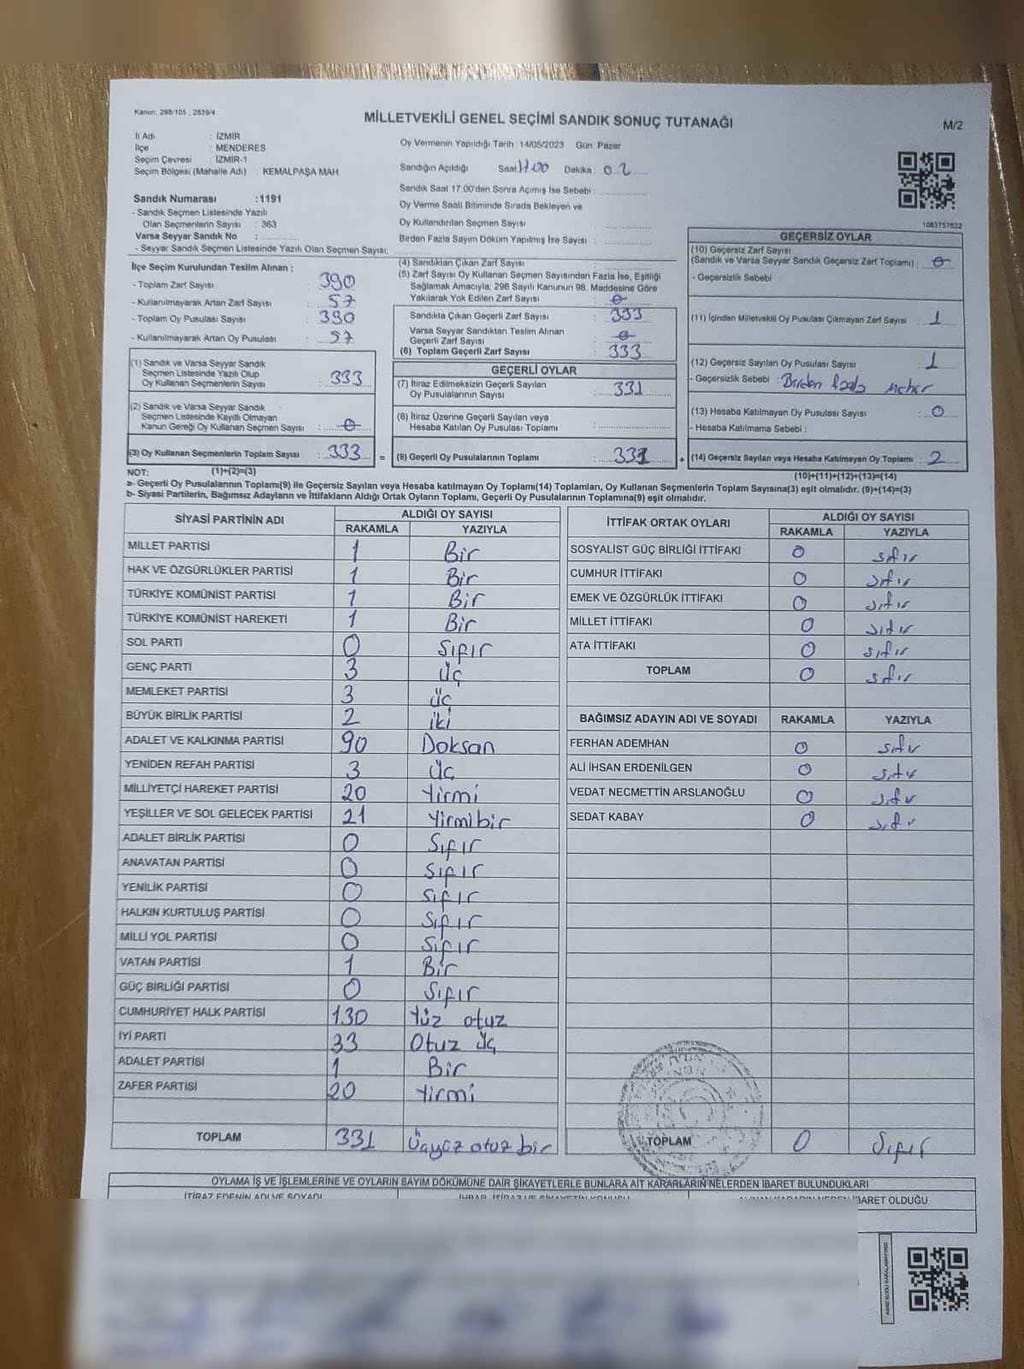 Kanun: 298/105 , 2839/4
MİLLETVEKİLİ GENEL SEÇİMİ SANDIK SONUÇ TUTANAĞI
M/2
İl Adı : İZMİR
İlçe : MENDERES
Seçim Çevresi : İZMİR-1
Seçim Bölgesi (Mahalle Adı) : KEMALPAŞA MAH.
Sandık Numarası :1191
- Sandık Seçmen Listesinde Yazılı
Olan Seçmenlerin Sayısı : 363
Varsa Seyyar Sandık No :
- Seyyar Sandık Seçmen Listesinde Yazılı Olan Seçmen Sayısı:
Oy Vermenin Yapıldığı Tarih 14/05/2023 Gün Pazar
Sandığın Açıldığı Saat Dakika : 02
Sandık Saat 17:00'den Sonra Açımış İse Sebebi :
Oy Verme Saati Bitiminde Sırada Bekleyen ve
Oy Kullandırılan Seçmen Sayısı :
Birden Fazla Sayım Döküm Yapılmış İse Sayısı :
1083757632
İlçe Seçim Kurulundan Teslim Alınan :
- Toplam Zarf Sayısı : 390
- Kullanılmayarak Artan Zarf Sayısı : 57
- Toplam Oy Pusulası Sayısı : 390
- Kullanılmayarak Artan Oy Pusulası : 57
(1) Sandık ve Varsa Seyyar Sandık
Seçmen Listesinde Yazılı Olup
Oy Kullanan Seçmenlerin Sayısı : 333
(2) Sandık ve Varsa Seyyar Sandık
Seçmen Listesinde Kayıtlı Olmayan
Kanun Gereği Oy Kullanan Seçmen Sayısı : 0
(3) Oy Kullanan Seçmenlerin Toplam Sayısı : 333 =
(4) Sandıktan Çıkan Zarf Sayısı :
(5) Zarf Sayısı Oy Kullanan Seçmen Sayısından Fazla İse, Eşitliği
Sağlamak Amacıyla; 298 Sayılı Kanunun 98. Maddesine Göre
Yakılarak Yok Edilen Zarf Sayısı : 0
Sandıkta Çıkan Geçerli Zarf Sayısı : 333
Varsa Seyyar Sandıktan Teslim Alınan
Geçerli Zarf Sayısı : 0
(6) Toplam Geçerli Zarf Sayısı : 333
GEÇERLİ OYLAR
(7) İtiraz Edilmeksizin Geçerli Sayılan
Oy Pusulalarının Sayısı : 331
(8) İtiraz Üzerine Geçerli Sayılan veya
Hesaba Katılan Oy Pusulası Toplamı :
(9) Geçerli Oy Pusulalarının Toplamı : 331 +
GEÇERSİZ OYLAR
(10) Geçersiz Zarf Sayısı
(Sandık ve Varsa Seyyar Sandık Geçersiz Zarf Toplamı) : 0
- Geçersizlik Sebebi
(11) İçinden Milletvekili Oy Pusulası Çıkmayan Zarf Sayısı : 1
(12) Geçersiz Sayılan Oy Pusulası Sayısı : 1
- Geçersizlik Sebebi : Birden fazla mühür
(13) Hesaba Katılmayan Oy Pusulası Sayısı : 0
- Hesaba Katılmama Sebebi :
(14) Geçersiz Sayılan veya Hesaba Katılmayan Oy Toplamı : 2
NOT: (1)+(2)=(3) (10)+(11)+(12)+(13)=(14)
a- Geçerli Oy Pusulalarının Toplamı(9) ile Geçersiz Sayılan veya Hesaba Katılmayan Oy Toplamı(14) Toplamları, Oy Kullanan Seçmenlerin Toplam Sayısına(3) eşit olmalıdır. (9)+(14)=(3)
b- Siyasi Partilerin, Bağımsız Adayların ve İttifakların Aldığı Ortak Oyların Toplamı, Geçerli Oy Pusulalarının Toplamına(9) eşit olmalıdır.
SİYASİ PARTİNİN ADI ALDIĞI OY SAYISI
RAKAMLA YAZIYLA
MİLLET PARTİSİ 1 Bir
HAK VE ÖZGÜRLÜKLER PARTİSİ 1 Bir
TÜRKİYE KOMÜNİST PARTİSİ 1 Bir
TÜRKİYE KOMÜNİST HAREKETİ 1 Bir
SOL PARTİ 0 Sıfır
GENÇ PARTİ 3 Üç
MEMLEKET PARTİSİ 3 Üç
BÜYÜK BİRLİK PARTİSİ 2 iki
ADALET VE KALKINMA PARTİSİ 90 Doksan
YENİDEN REFAH PARTİSİ 3 Üç
MİLLİYETÇİ HAREKET PARTİSİ 20 Yirmi
YEŞİLLER VE SOL GELECEK PARTİSİ 21 Yirmibir
ADALET BİRLİK PARTİSİ 0 Sıfır
ANAVATAN PARTİSİ 0 Sıfır
YENİLİK PARTİSİ 0 Sıfır
HALKIN KURTULUŞ PARTİSİ 0 Sıfır
MİLLİ YOL PARTİSİ 0 Sıfır
VATAN PARTİSİ 1 Bir
GÜÇ BİRLİĞİ PARTİSİ 0 Sıfır
CUMHURİYET HALK PARTİSİ 130 Yüz otuz
İYİ PARTİ 33 Otuz üç
ADALET PARTİSİ 1 Bir
ZAFER PARTİSİ 20 Yirmi
TOPLAM 331 Üçyüz otuz bir
İTTİFAK ORTAK OYLARI ALDIĞI OY SAYISI
RAKAMLA YAZIYLA
SOSYALİST GÜÇ BİRLİĞİ İTTİFAKI 0 sıfır
CUMHUR İTTİFAKI 0 sıfır
EMEK VE ÖZGÜRLÜK İTTİFAKI 0 sıfır
MİLLET İTTİFAKI 0 sıfır
ATA İTTİFAKI 0 sıfır
TOPLAM 0 sıfır
BAĞIMSIZ ADAYIN ADI VE SOYADI RAKAMLA YAZIYLA
FERHAN ADEMHAN 0 sıfır
ALİ İHSAN ERDENİLGEN 0 sıfır
VEDAT NECMETTİN ARSLANOĞLU 0 sıfır
SEDAT KABAY 0 sıfır
TOPLAM 0 Sıfır
OYLAMA İŞ VE İŞLEMLERİNE VE OYLARIN SAYIM DÖKÜMÜNE DAİR ŞİKAYETLERLE BUNLARA AİT KARARLARIN NELERDEN İBARET BULUNDUKLARI
İTİRAZ EDENİN ADI VE SOYADI İHBAR, İTİRAZ VE ŞİKAYETİN KONUSU ALINAN KARARIN NEDEN İBARET OLDUĞU